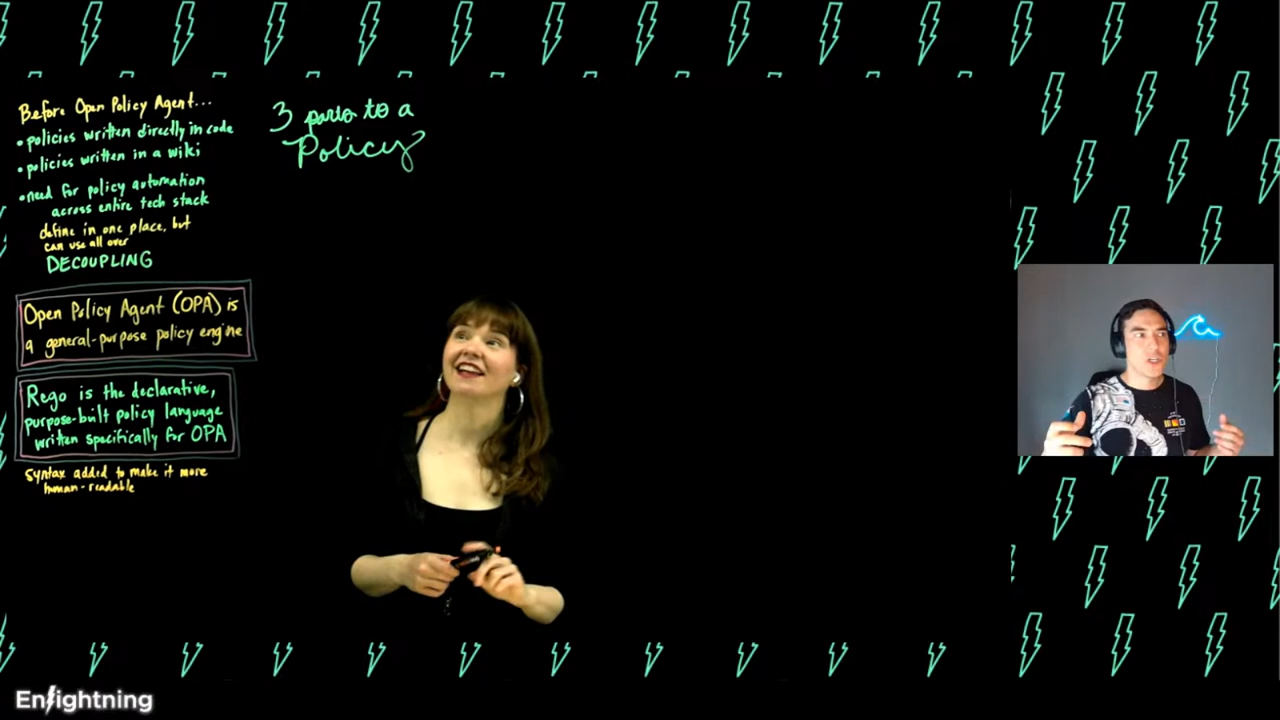 Before Open Policy Agent...
• policies written directly in code
• policies written in a wiki
• need for policy automation
across entire tech stack
define in one place, but
can use all over
DECOUPLING
Open Policy Agent (OPA) is
a general-purpose policy engine
Rego is the declarative,
purpose-built policy language
written specifically for OPA
Syntax added to make it more
human-readable
3 parts to a
Policy
Enlightning